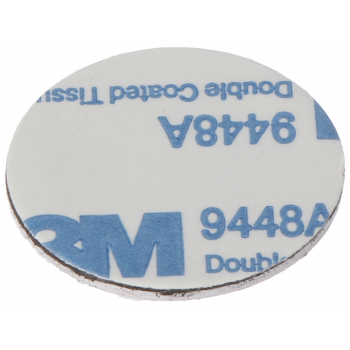 Double Coated Tissu
9448A
3M
9448A
Double